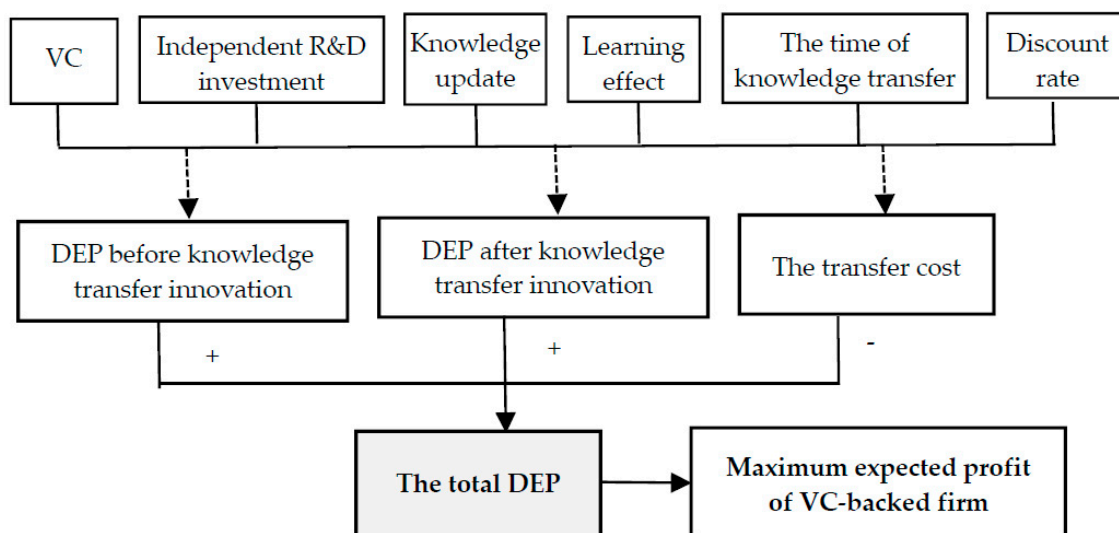 VC
Independent R&D
investment
Knowledge
update
Learning
effect
The time of
knowledge transfer
Discount
rate
DEP before knowledge
transfer innovation
DEP after knowledge
transfer innovation
The transfer cost
+
+
-
The total DEP
Maximum expected profit
of VC-backed firm